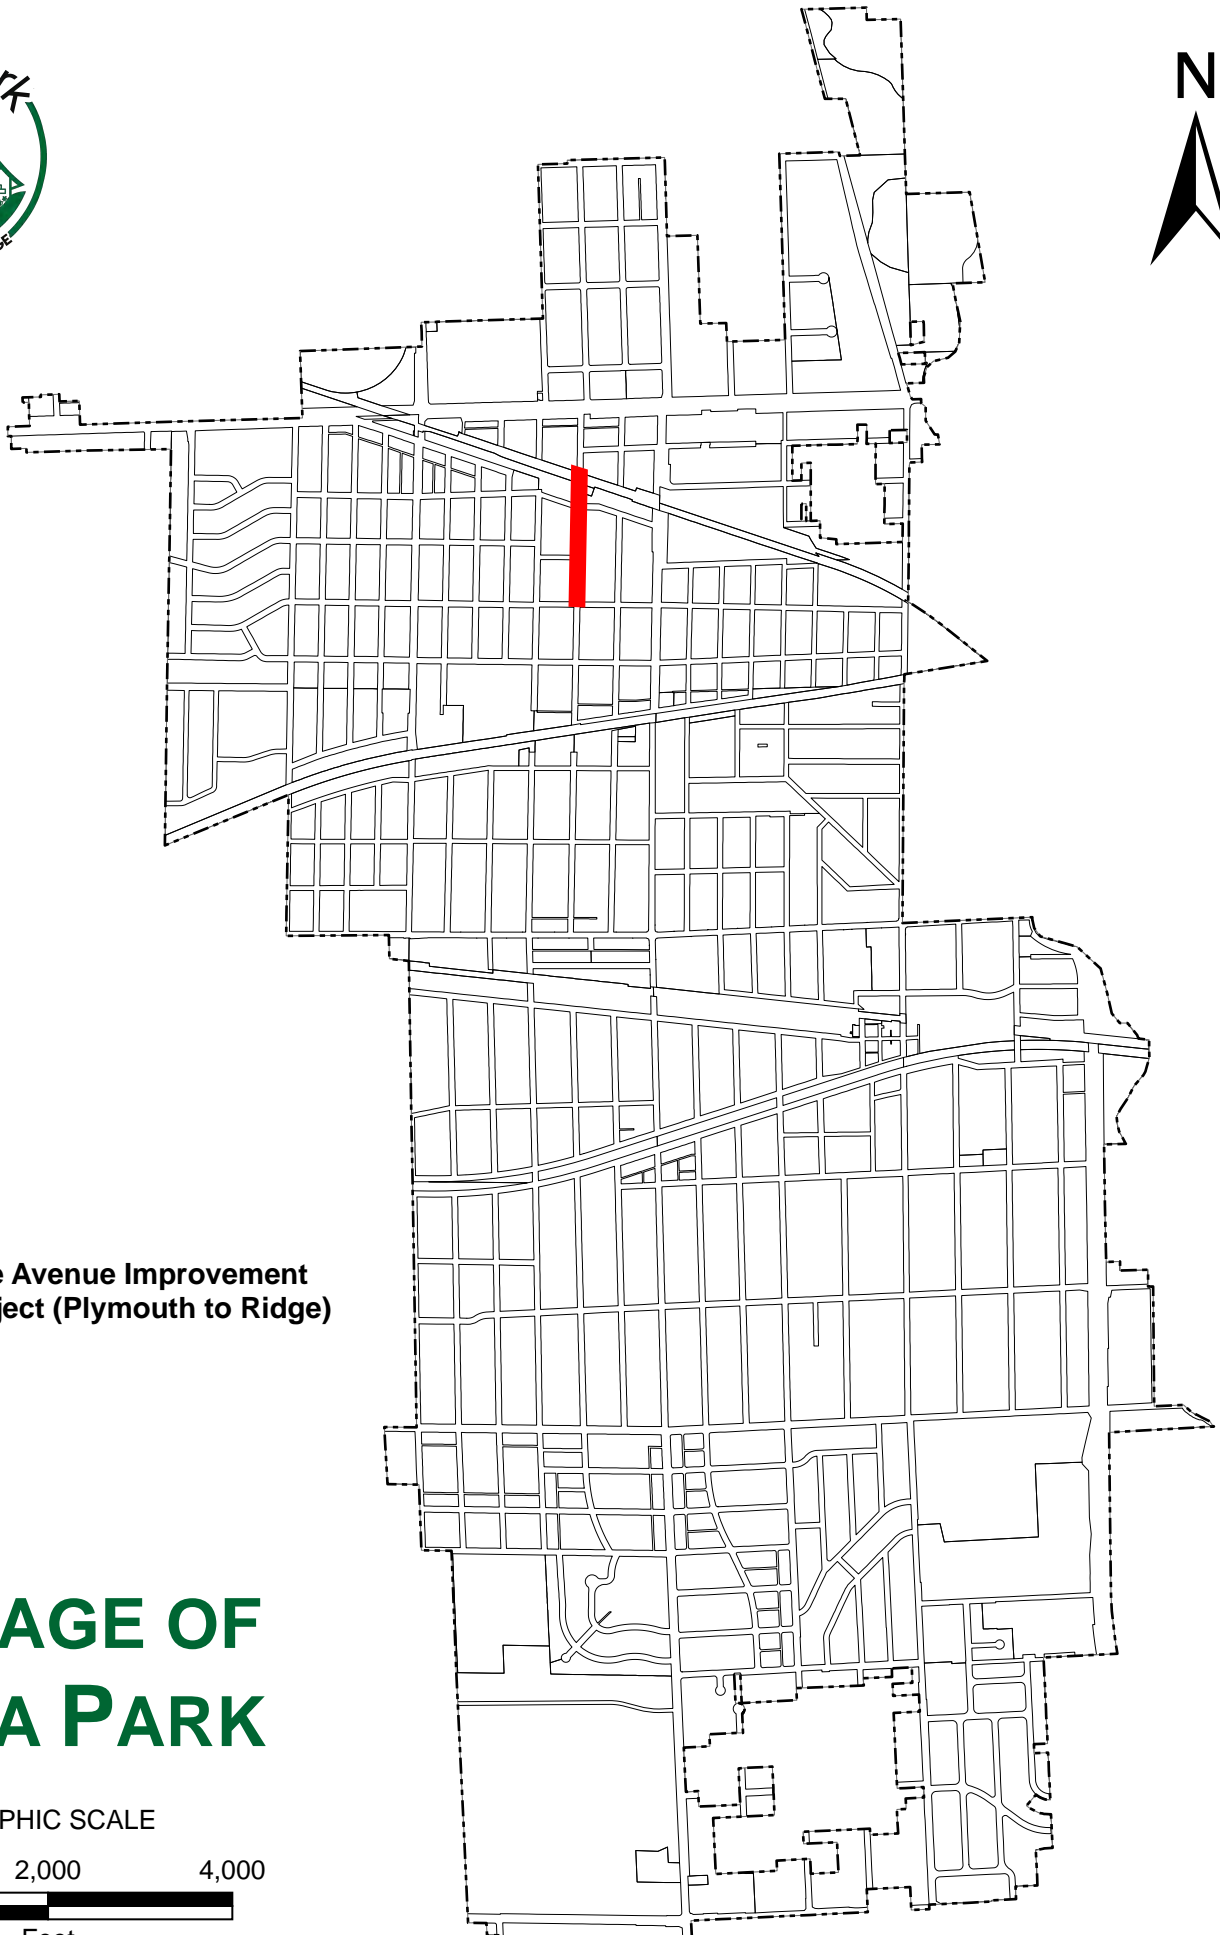 N
e Avenue Improvement
ject (Plymouth to Ridge)
AGE OF
A PARK
PHIC SCALE
2,000 4,000